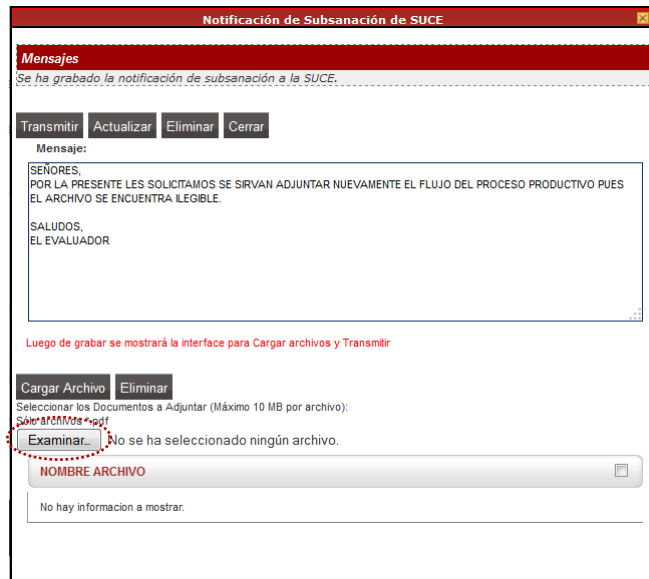 Notificación de Subsanación de SUCE
Mensajes
Se ha grabado la notificación de subsanación a la SUCE.
Transmitir Actualizar Eliminar Cerrar
Mensaje:
SEÑORES,
POR LA PRESENTE LES SOLICITAMOS SE SIRVAN ADJUNTAR NUEVAMENTE EL FLUJO DEL PROCESO PRODUCTIVO PUES
EL ARCHIVO SE ENCUENTRA ILEGIBLE.
SALUDOS,
EL EVALUADOR
Luego de grabar se mostrará la interface para Cargar archivos y Transmitir
Cargar Archivo Eliminar
Seleccionar los Documentos a Adjuntar (Máximo 10 MB por archivo):
Sólo archivos *.pdf
Examinar... No se ha seleccionado ningún archivo.
NOMBRE ARCHIVO
No hay informacion a mostrar.